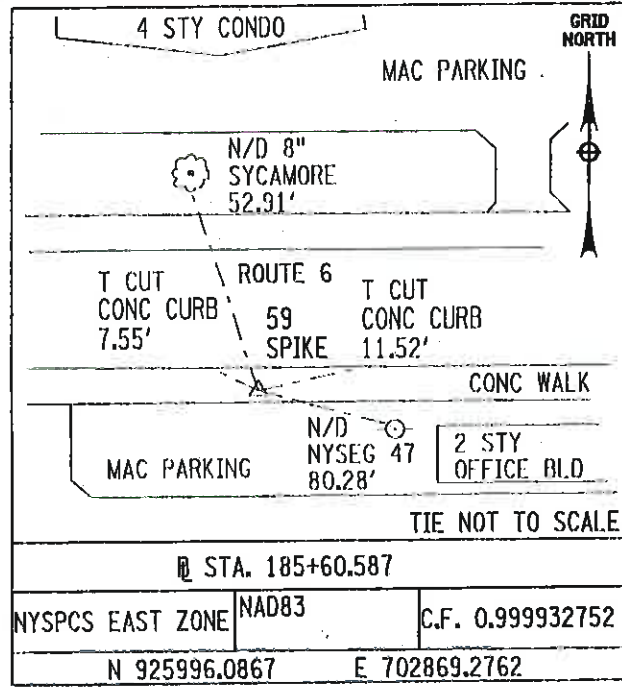 4 STY CONDO
GRID
NORTH
MAC PARKING
N/D 8"
SYCAMORE
52.91'
T CUT
CONC CURB
7.55'
ROUTE 6
59
SPIKE
T CUT
CONC CURB
11.52'
CONC WALK
MAC PARKING
N/D
NYSEG 47
80.28'
2 STY
OFFICE BLD
TIE NOT TO SCALE
PL STA. 185+60.587
NYSPCS EAST ZONE
NAD83
C.F. 0.999932752
N 925996.0867 E 702869.2762